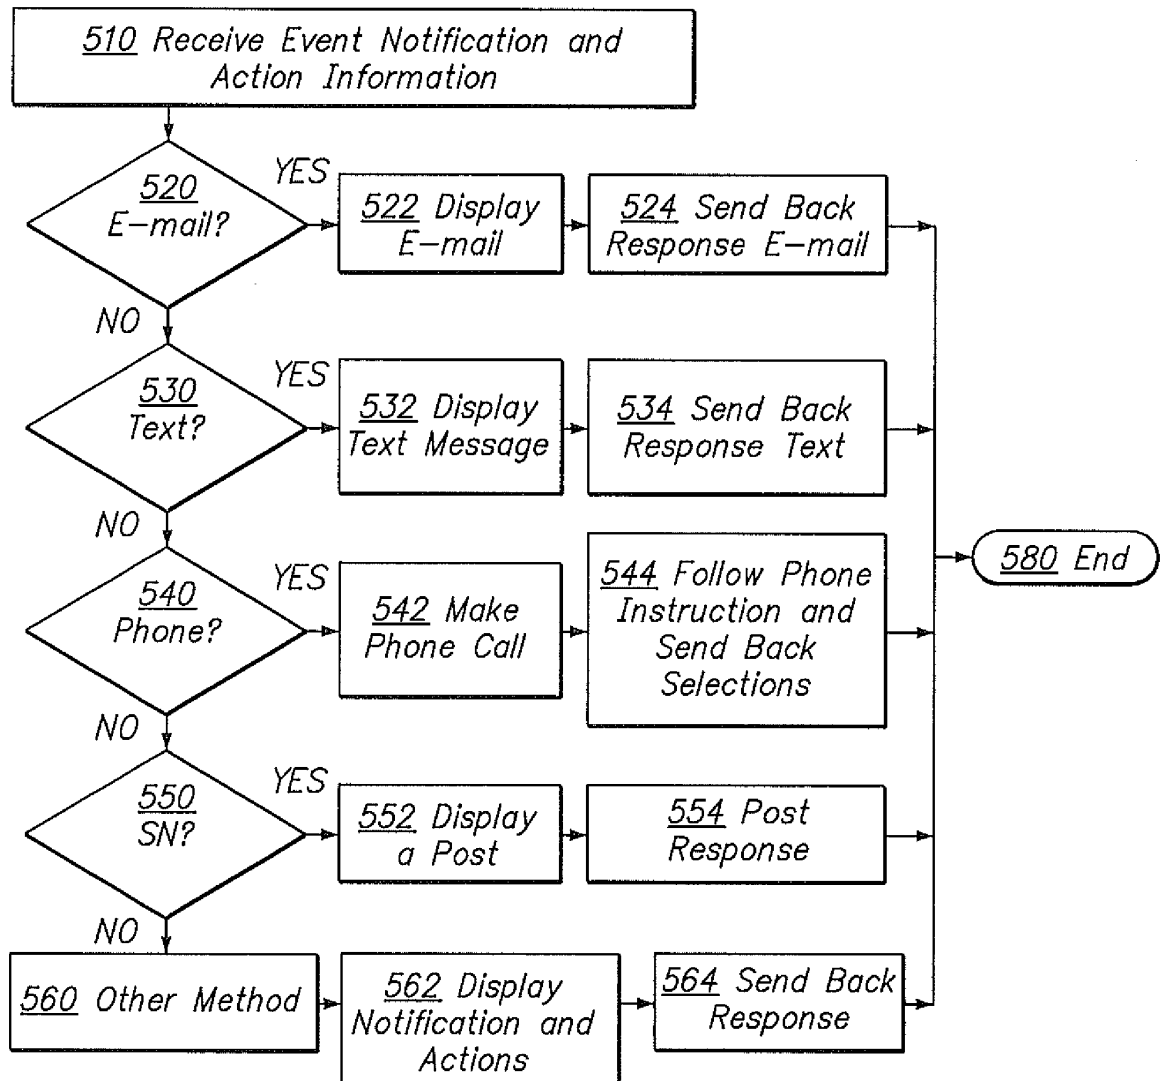 510 Receive Event Notification and
Action Information
520
E-mail?
YES
522 Display
E-mail
524 Send Back
Response E-mail
NO
530
Text?
YES
532 Display
Text Message
534 Send Back
Response Text
NO
540
Phone?
YES
542 Make
Phone Call
544 Follow Phone
Instruction and
Send Back
Selections
580 End
NO
550
SN?
YES
552 Display
a Post
554 Post
Response
NO
560 Other Method
562 Display
Notification and
Actions
564 Send Back
Response